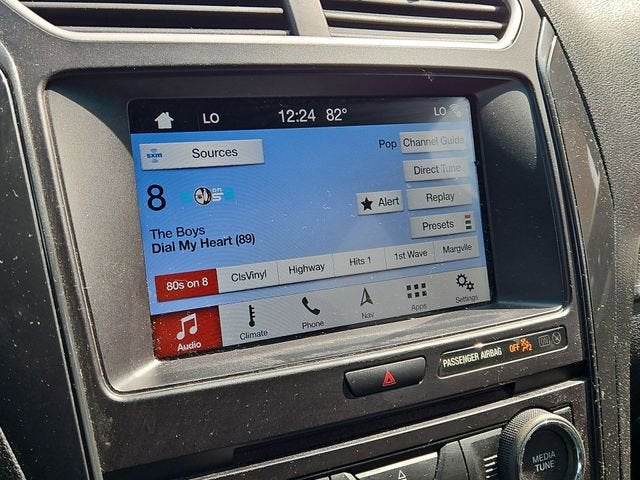 LO 12:24 82° LO
sxm Sources
Pop Channel Guide
Direct Tune
8
Alert Replay
Presets
The Boys
Dial My Heart (89)
80s on 8 ClsVinyl Highway Hits 1 1st Wave Margvile
Audio Climate Phone Nav Apps Settings
PASSENGER AIRBAG OFF
MEDIA
TUNE